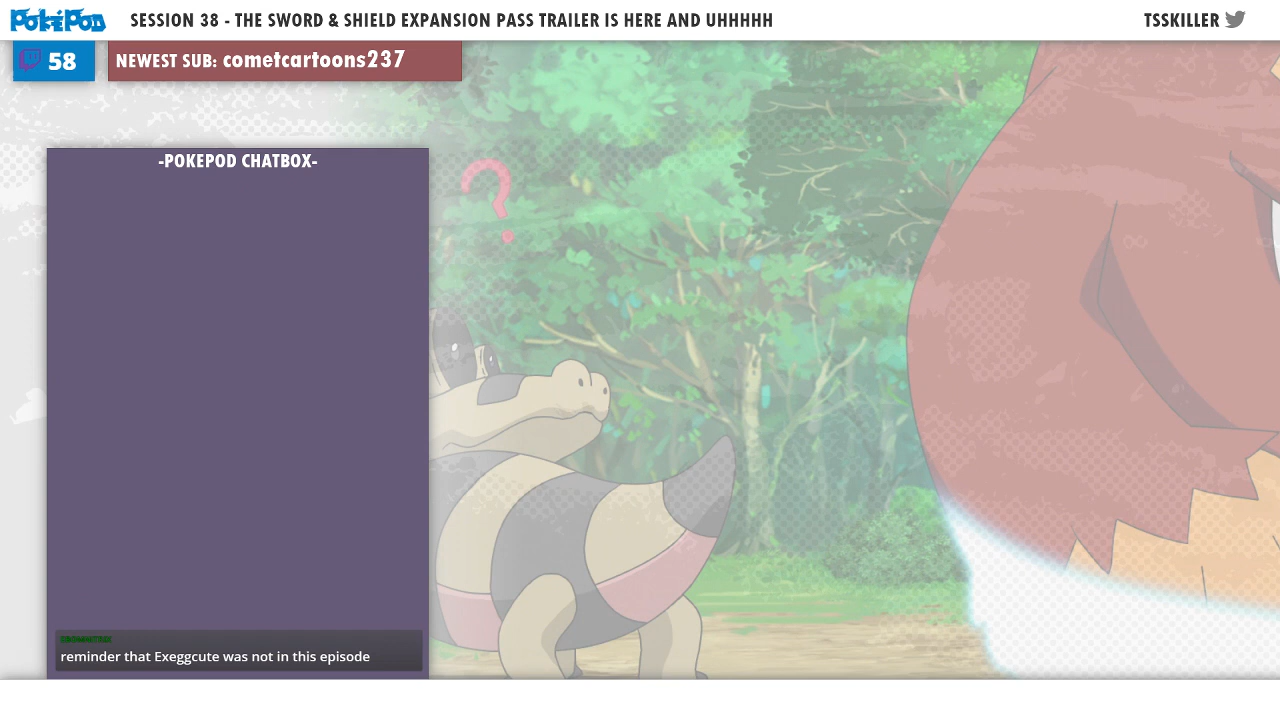 PokéPod
SESSION 38 - THE SWORD & SHIELD EXPANSION PASS TRAILER IS HERE AND UHHHHH
TSSKILLER
58
NEWEST SUB: cometcartoons237
-POKEPOD CHATBOX-
?
reminder that Exeggcute was not in this episode